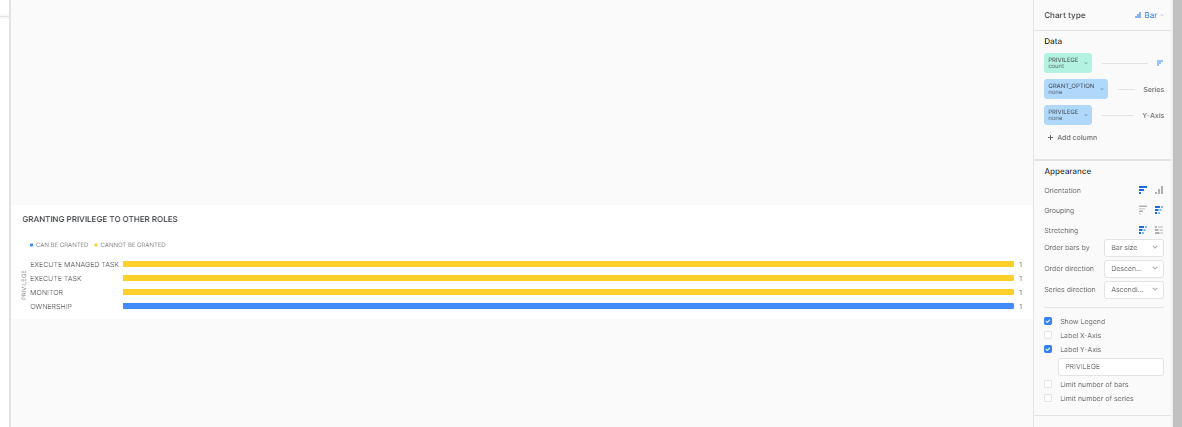 GRANTING PRIVILEGE TO OTHER ROLES
CAN BE GRANTED CANNOT BE GRANTED
PRIVILEGE
EXECUTE MANAGED TASK 1
EXECUTE TASK 1
MONITOR 1
OWNERSHIP 1
Chart type Bar
Data
PRIVILEGE
count
GRANT_OPTION
none
Series
PRIVILEGE
none
Y-Axis
+ Add column
Appearance
Orientation
Grouping
Stretching
Order bars by Bar size
Order direction Descen...
Series direction Ascendi...
Show Legend
Label X-Axis
Label Y-Axis
PRIVILEGE
Limit number of bars
Limit number of series